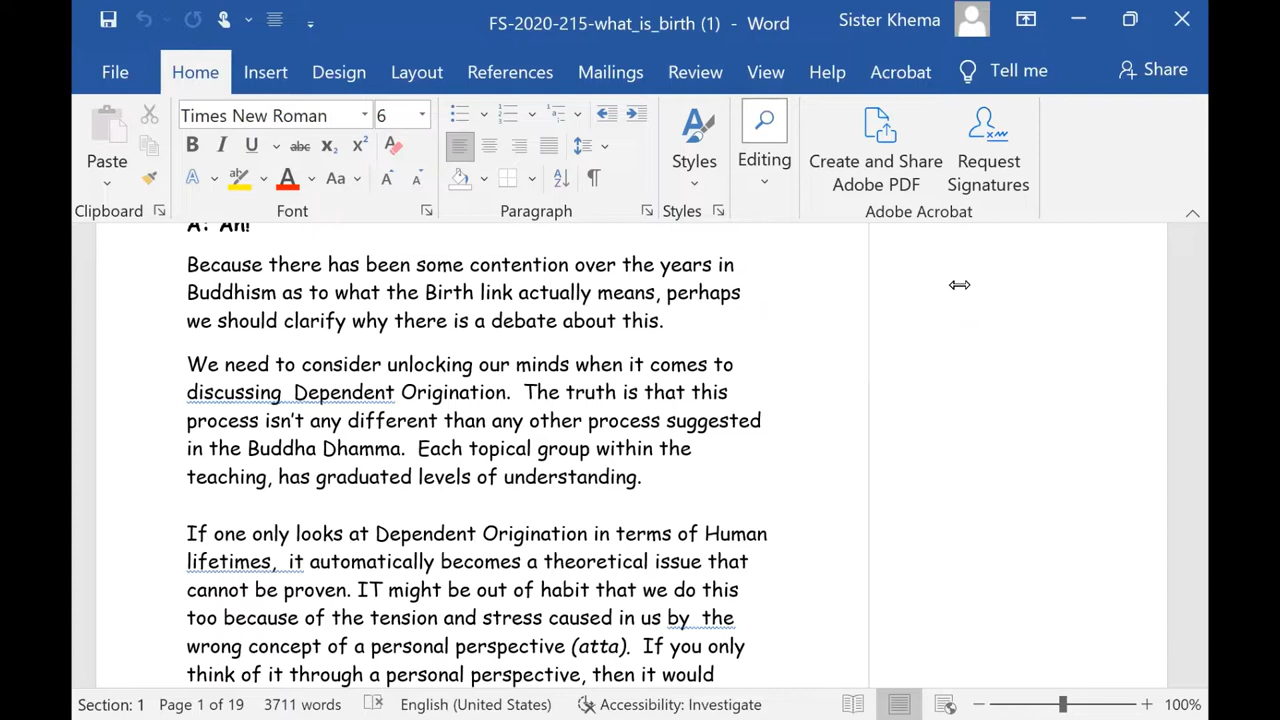 FS-2020-215-what_is_birth (1) - Word
Sister Khema
File Home Insert Design Layout References Mailings Review View Help Acrobat Tell me Share
Times New Roman 6
Paste
Styles
Editing
Create and Share
Adobe PDF
Request
Signatures
Clipboard Font Paragraph Styles Adobe Acrobat
A: Ah!
Because there has been some contention over the years in
Buddhism as to what the Birth link actually means, perhaps
we should clarify why there is a debate about this.
We need to consider unlocking our minds when it comes to
discussing Dependent Origination. The truth is that this
process isn't any different than any other process suggested
in the Buddha Dhamma. Each topical group within the
teaching, has graduated levels of understanding.
If one only looks at Dependent Origination in terms of Human
lifetimes, it automatically becomes a theoretical issue that
cannot be proven. IT might be out of habit that we do this
too because of the tension and stress caused in us by the
wrong concept of a personal perspective (atta). If you only
think of it through a personal perspective, then it would
Section: 1 Page 1 of 19 3711 words English (United States) Accessibility: Investigate 100%